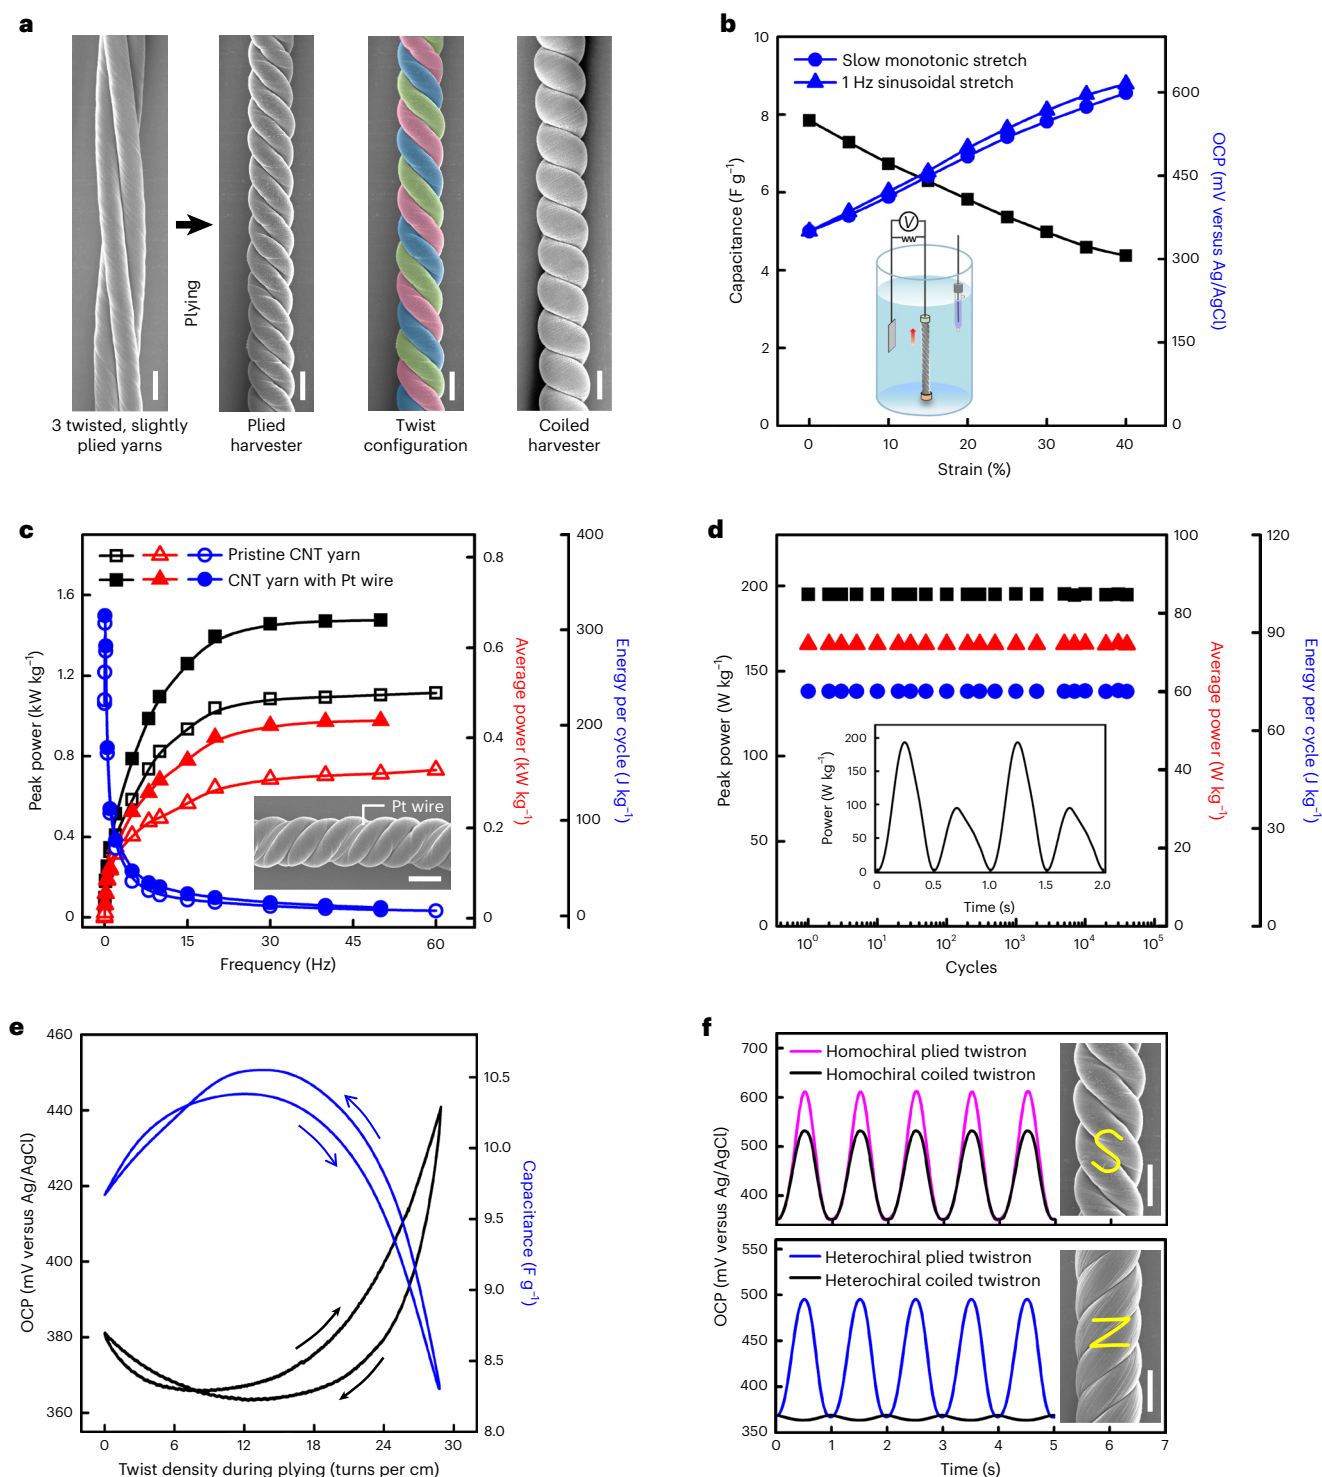 a
Plying
3 twisted, slightly
plied yarns
Plied
harvester
Twist
configuration
Coiled
harvester
b
Slow monotonic stretch
1 Hz sinusoidal stretch
V
Capacitance (F g⁻¹)
10
8
6
4
2
0
OCP (mV versus Ag/AgCl)
600
450
300
150
0
0 10 20 30 40
Strain (%)
c
Pristine CNT yarn
CNT yarn with Pt wire
Pt wire
Peak power (kW kg⁻¹)
1.6
1.2
0.8
0.4
0
Average power (kW kg⁻¹)
0.8
0.6
0.4
0.2
0
Energy per cycle (J kg⁻¹)
400
300
200
100
0
0 15 30 45 60
Frequency (Hz)
d
Peak power (W kg⁻¹)
200
150
100
50
0
Average power (W kg⁻¹)
100
80
60
40
20
0
Energy per cycle (J kg⁻¹)
120
90
60
30
0
Power (W kg⁻¹)
200
150
100
50
0
0 0.5 1.0 1.5 2.0
Time (s)
10⁰ 10¹ 10² 10³ 10⁴ 10⁵
Cycles
e
OCP (mV versus Ag/AgCl)
460
440
420
400
380
360
Capacitance (F g⁻¹)
10.5
10.0
9.5
9.0
8.5
8.0
0 6 12 18 24 30
Twist density during plying (turns per cm)
f
Homochiral plied twistron
Homochiral coiled twistron
S
700
600
500
400
OCP (mV versus Ag/AgCl)
Heterochiral plied twistron
Heterochiral coiled twistron
Z
550
500
450
400
350
0 1 2 3 4 5 6 7
Time (s)